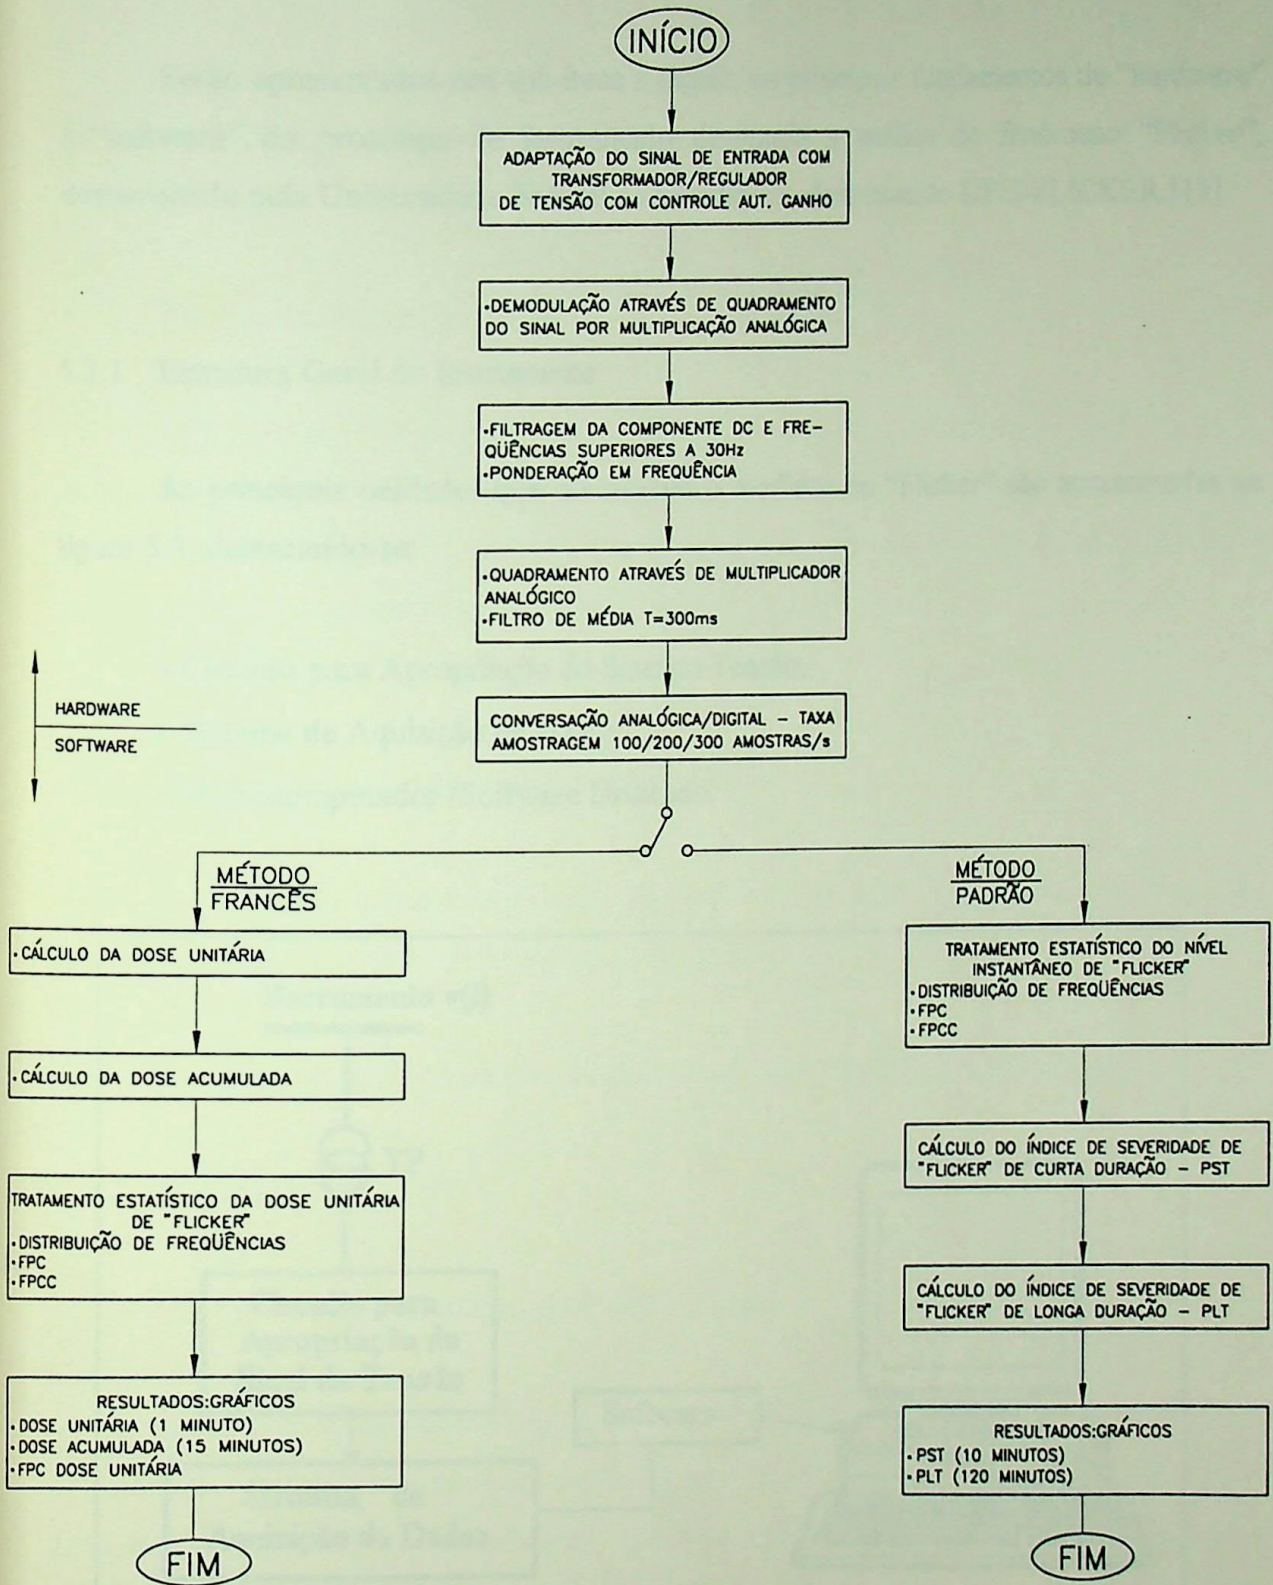 INÍCIO
ADAPTAÇÃO DO SINAL DE ENTRADA COM
TRANSFORMADOR/REGULADOR
DE TENSÃO COM CONTROLE AUT. GANHO
•DEMODULAÇÃO ATRAVÉS DE QUADRAMENTO
DO SINAL POR MULTIPLICAÇÃO ANALÓGICA
•FILTRAGEM DA COMPONENTE DC E FRE-
QÜÊNCIAS SUPERIORES A 30Hz
•PONDERAÇÃO EM FREQUÊNCIA
•QUADRAMENTO ATRAVÉS DE MULTIPLICADOR
ANALÓGICO
•FILTRO DE MÉDIA T=300ms
HARDWARE
SOFTWARE
CONVERSAÇÃO ANALÓGICA/DIGITAL – TAXA
AMOSTRAGEM 100/200/300 AMOSTRAS/s
MÉTODO
FRANCÊS
•CÁLCULO DA DOSE UNITÁRIA
•CÁLCULO DA DOSE ACUMULADA
TRATAMENTO ESTATÍSTICO DA DOSE UNITÁRIA
DE "FLICKER"
•DISTRIBUIÇÃO DE FREQÜÊNCIAS
•FPC
•FPCC
RESULTADOS:GRÁFICOS
•DOSE UNITÁRIA (1 MINUTO)
•DOSE ACUMULADA (15 MINUTOS)
•FPC DOSE UNITÁRIA
FIM
MÉTODO
PADRÃO
TRATAMENTO ESTATÍSTICO DO NÍVEL
INSTANTÂNEO DE "FLICKER"
•DISTRIBUIÇÃO DE FREQÜÊNCIAS
•FPC
•FPCC
CÁLCULO DO ÍNDICE DE SEVERIDADE DE
"FLICKER" DE CURTA DURAÇÃO – PST
CÁLCULO DO ÍNDICE DE SEVERIDADE DE
"FLICKER" DE LONGA DURAÇÃO – PLT
RESULTADOS:GRÁFICOS
•PST (10 MINUTOS)
•PLT (120 MINUTOS)
FIM